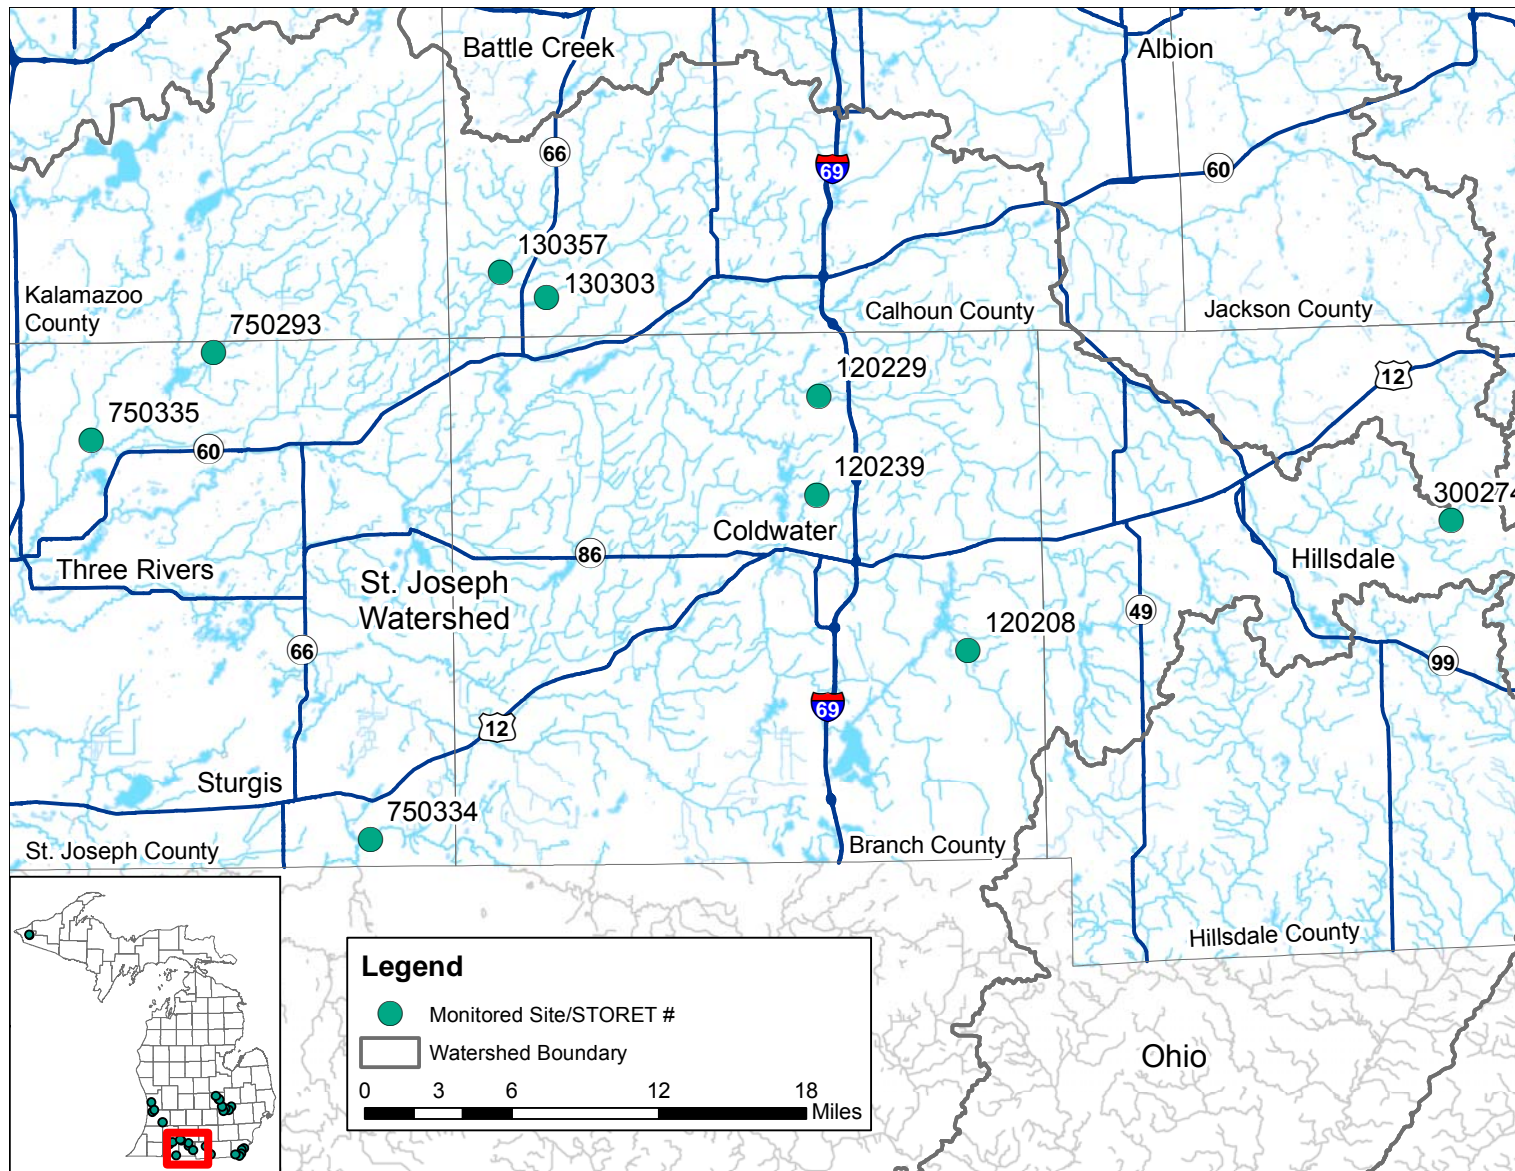 Battle Creek
Albion
66
69
60
130357
130303
Kalamazoo
County
750293
Calhoun County
Jackson County
120229
12
750335
60
120239
300274
Coldwater
86
Hillsdale
Three Rivers
St. Joseph
Watershed
49
120208
66
99
69
12
Sturgis
750334
St. Joseph County
Branch County
Hillsdale County
Legend
Monitored Site/STORET #
Watershed Boundary
0 3 6 12 18
Miles
Ohio